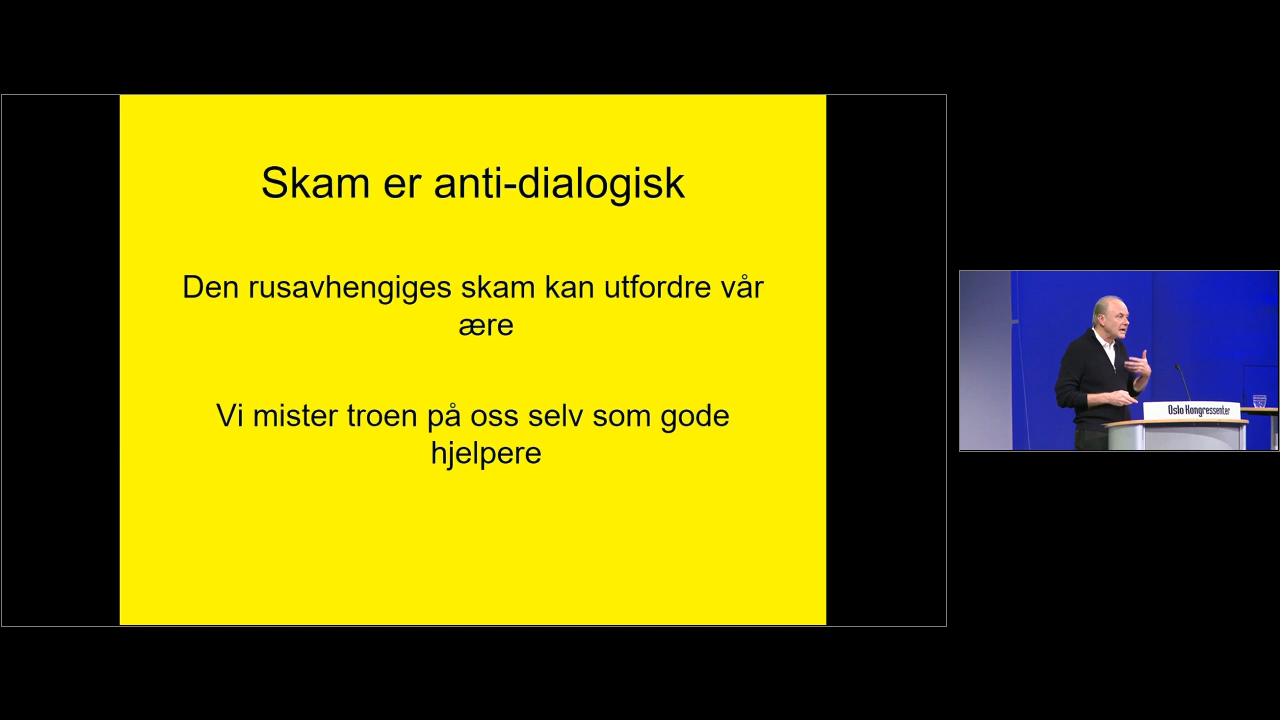 Skam er anti-dialogisk
Den rusavhengiges skam kan utfordre vår
ære
Vi mister troen på oss selv som gode
hjelpere
Oslo Kongressenter